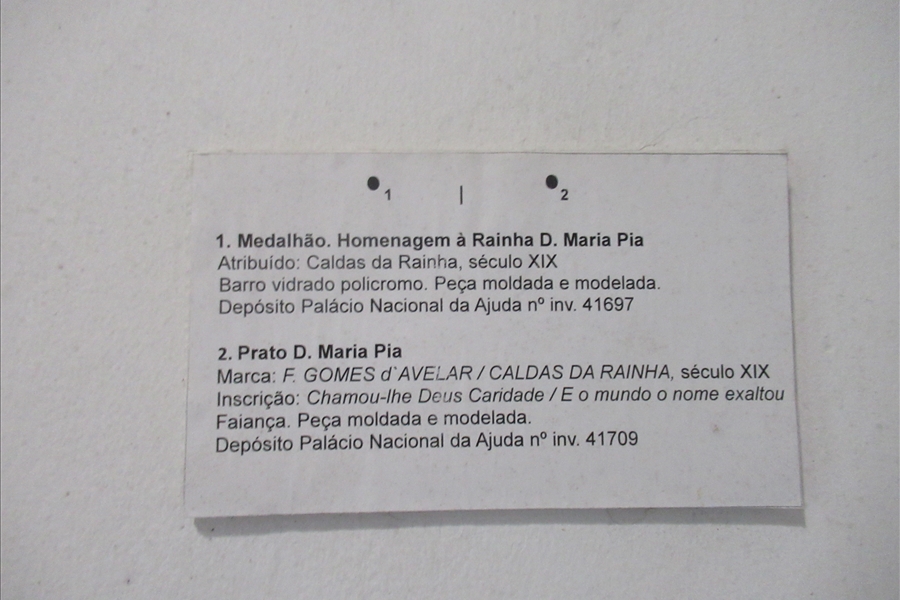 ●1 | ●2
1. Medalhão. Homenagem à Rainha D. Maria Pia
Atribuído: Caldas da Rainha, século XIX
Barro vidrado policromo. Peça moldada e modelada.
Depósito Palácio Nacional da Ajuda nº inv. 41697
2. Prato D. Maria Pia
Marca: F. GOMES d`AVELAR / CALDAS DA RAINHA, século XIX
Inscrição: Chamou-lhe Deus Caridade / E o mundo o nome exaltou
Faiança. Peça moldada e modelada.
Depósito Palácio Nacional da Ajuda nº inv. 41709